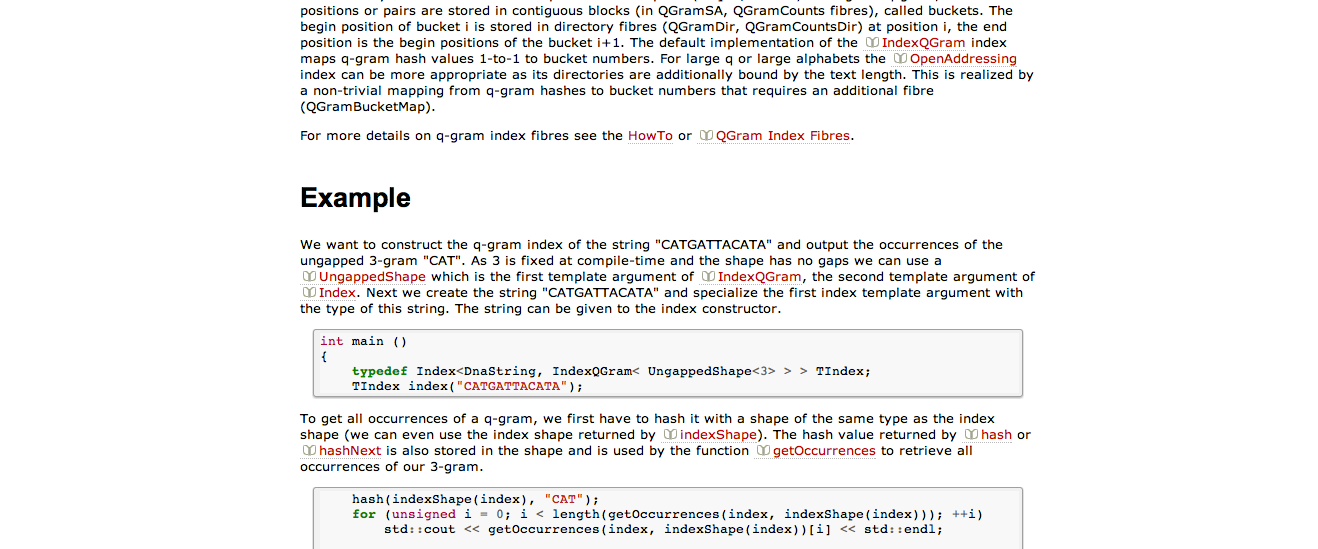 positions or pairs are stored in contiguous blocks (in QGramSA, QGramCounts fibres), called buckets. The
begin position of bucket i is stored in directory fibres (QGramDir, QGramCountsDir) at position i, the end
position is the begin positions of the bucket i+1. The default implementation of the IndexQGram index
maps q-gram hash values 1-to-1 to bucket numbers. For large q or large alphabets the OpenAddressing
index can be more appropriate as its directories are additionally bound by the text length. This is realized by
a non-trivial mapping from q-gram hashes to bucket numbers that requires an additional fibre
(QGramBucketMap).
For more details on q-gram index fibres see the HowTo or QGram Index Fibres.
Example
We want to construct the q-gram index of the string "CATGATTACATA" and output the occurrences of the
ungapped 3-gram "CAT". As 3 is fixed at compile-time and the shape has no gaps we can use a
UngappedShape which is the first template argument of IndexQGram, the second template argument of
Index. Next we create the string "CATGATTACATA" and specialize the first index template argument with
the type of this string. The string can be given to the index constructor.
int main ()
{
    typedef Index<DnaString, IndexQGram< UngappedShape<3> > > TIndex;
    TIndex index("CATGATTACATA");
To get all occurrences of a q-gram, we first have to hash it with a shape of the same type as the index
shape (we can even use the index shape returned by indexShape). The hash value returned by hash or
hashNext is also stored in the shape and is used by the function getOccurrences to retrieve all
occurrences of our 3-gram.
    hash(indexShape(index), "CAT");
    for (unsigned i = 0; i < length(getOccurrences(index, indexShape(index))); ++i)
        std::cout << getOccurrences(index, indexShape(index))[i] << std::endl;